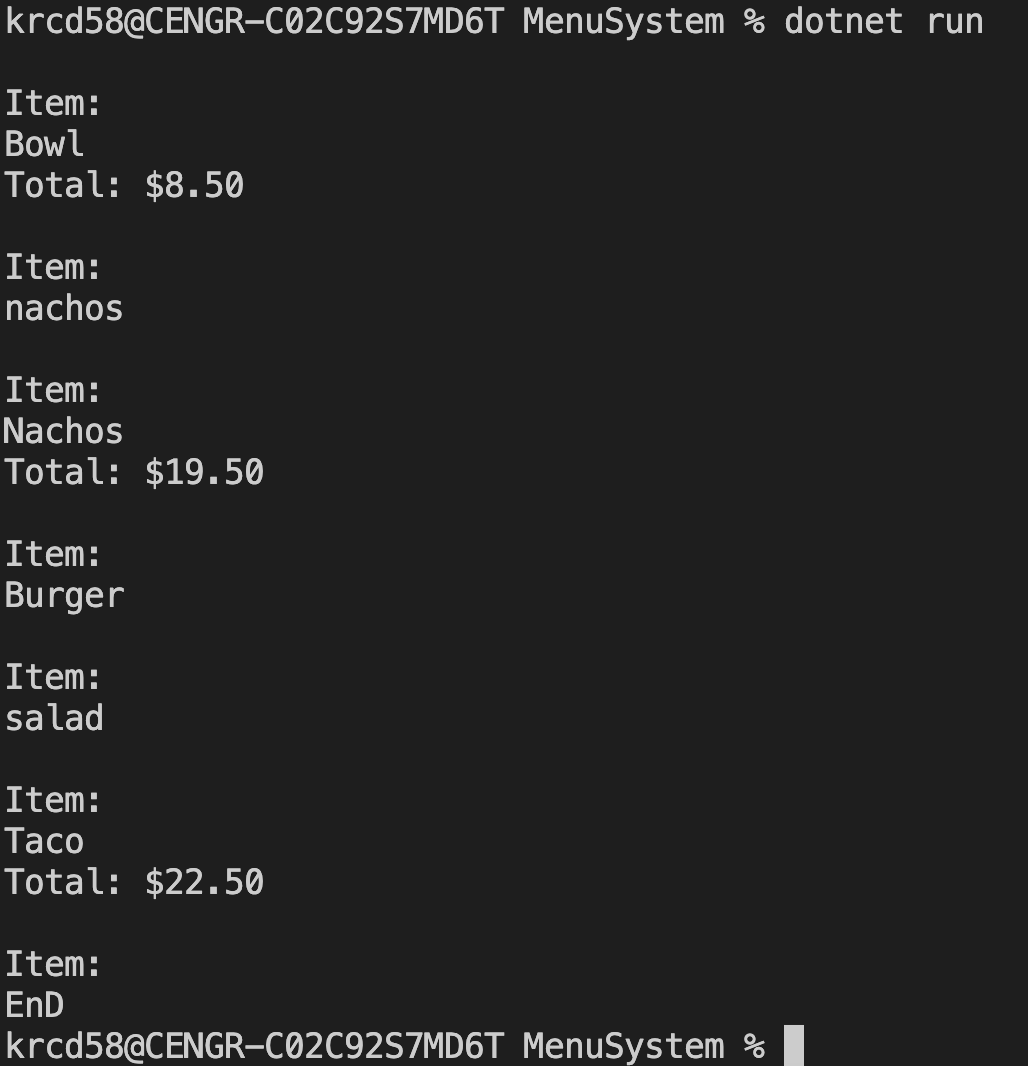 krcd58@CENGR-C02C92S7MD6T MenuSystem % dotnet run
Item:
Bowl
Total: $8.50
Item:
nachos
Item:
Nachos
Total: $19.50
Item:
Burger
Item:
salad
Item:
Taco
Total: $22.50
Item:
EnD
krcd58@CENGR-C02C92S7MD6T MenuSystem %